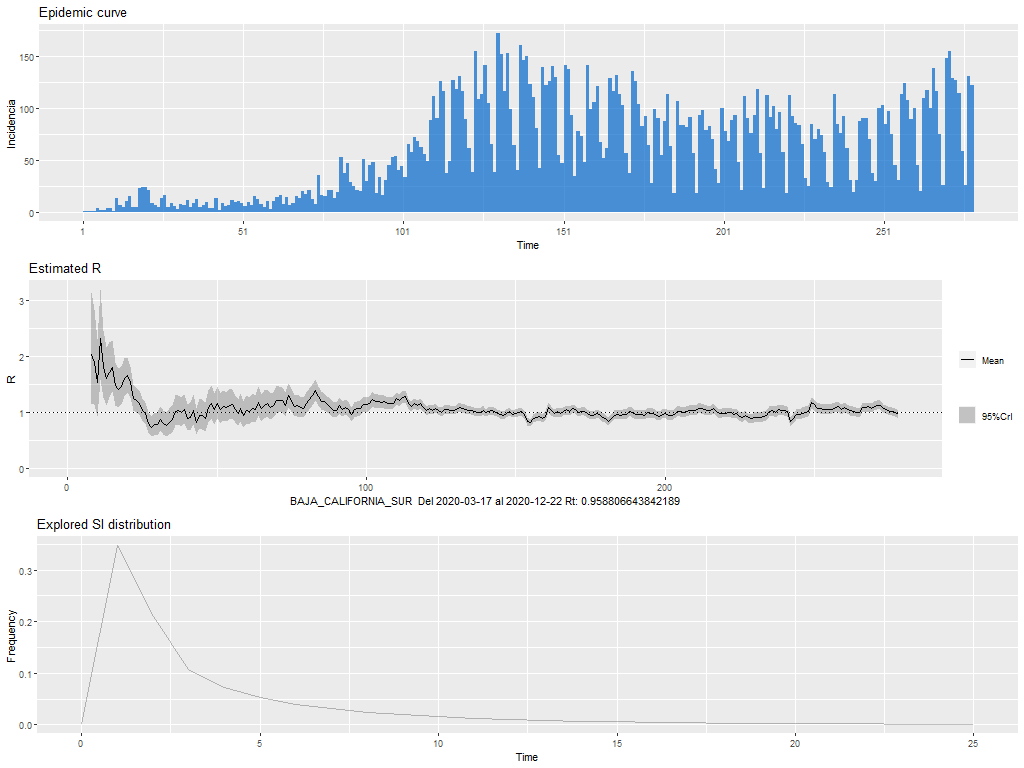 Epidemic curve
150
100
50
0
Incidencia
1
51
101
151
201
251
Time
Estimated R
3
2
1
0
R
0
100
200
BAJA_CALIFORNIA_SUR Del 2020-03-17 al 2020-12-22 Rt: 0.958806643842189
Mean
95%CrI
Explored SI distribution
0.3
0.2
0.1
0.0
Frequency
0
5
10
15
20
25
Time